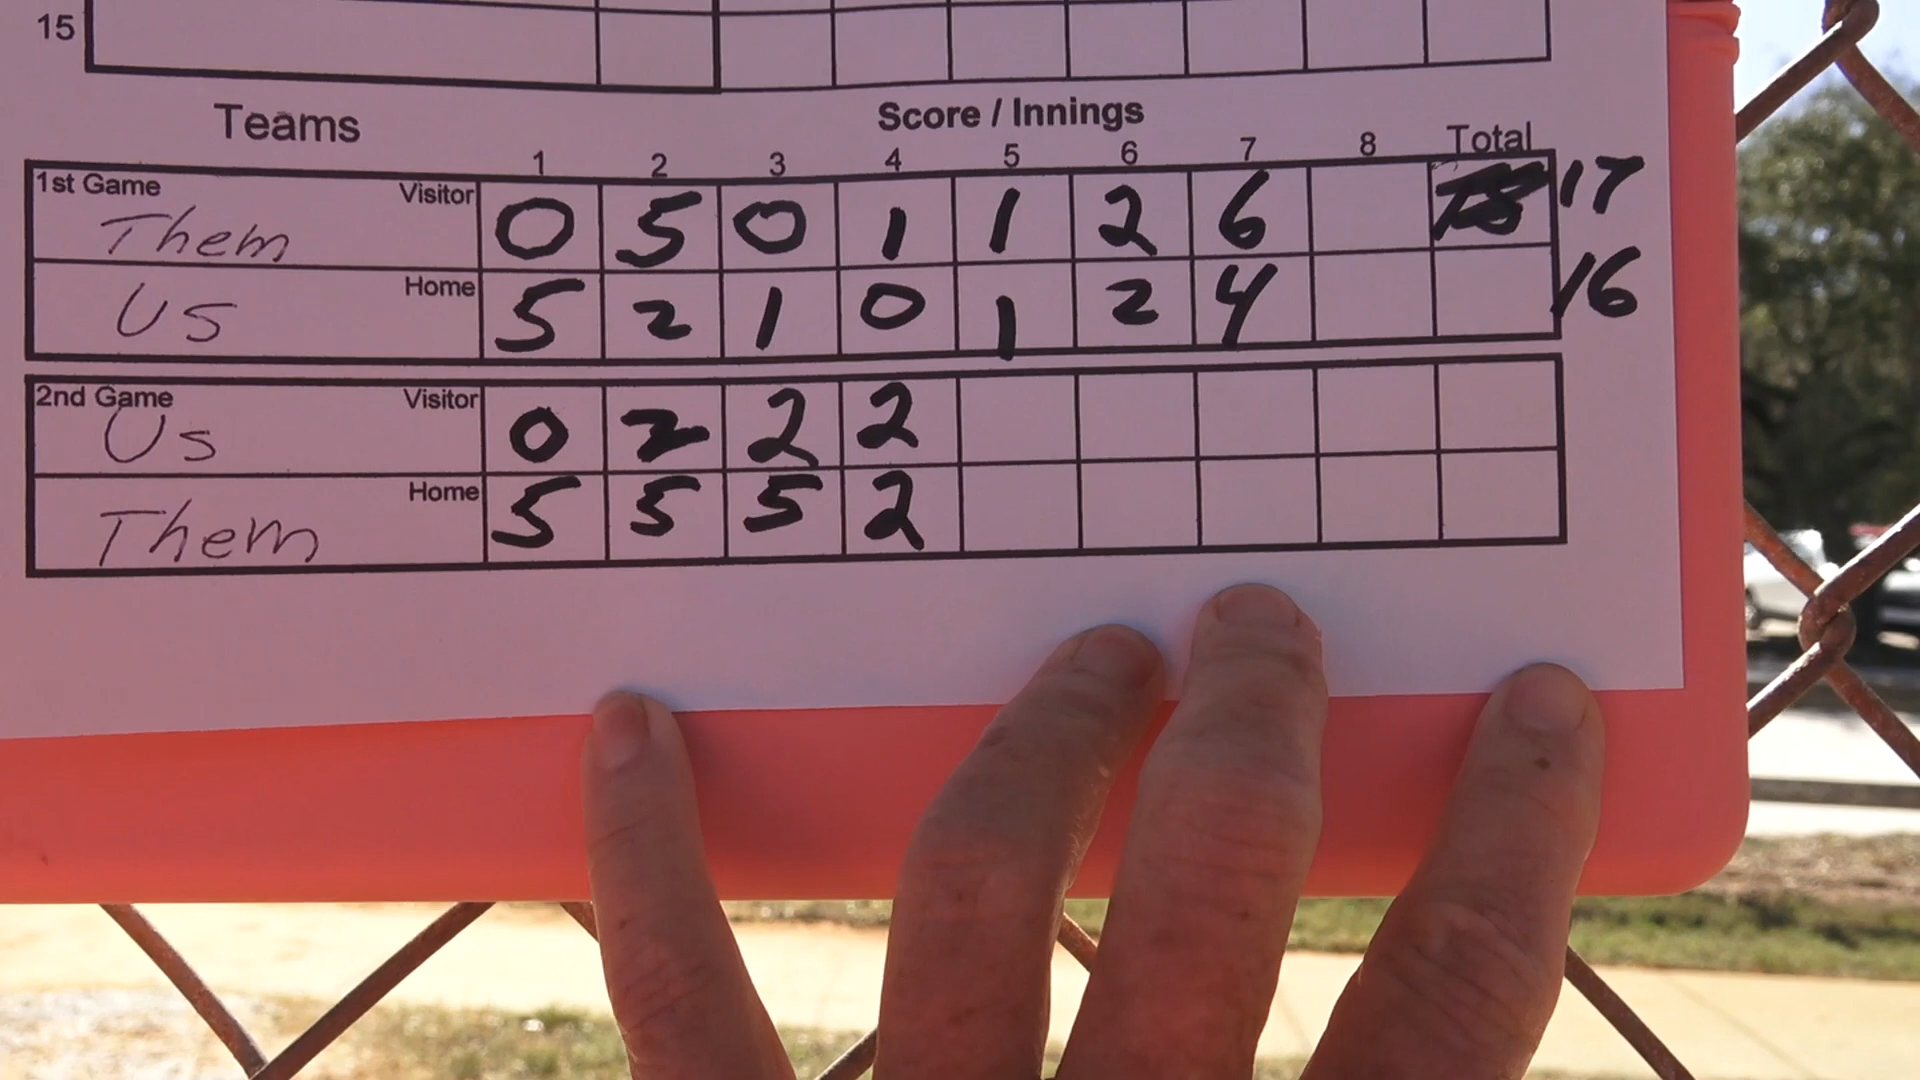 15
Teams Score / Innings
1 2 3 4 5 6 7 8 Total
1st Game Visitor
Them 0 5 0 1 1 2 6 17
Home
US 5 2 1 0 1 2 4 16
2nd Game Visitor
Us 0 2 2 2
Home
Them 5 5 5 2